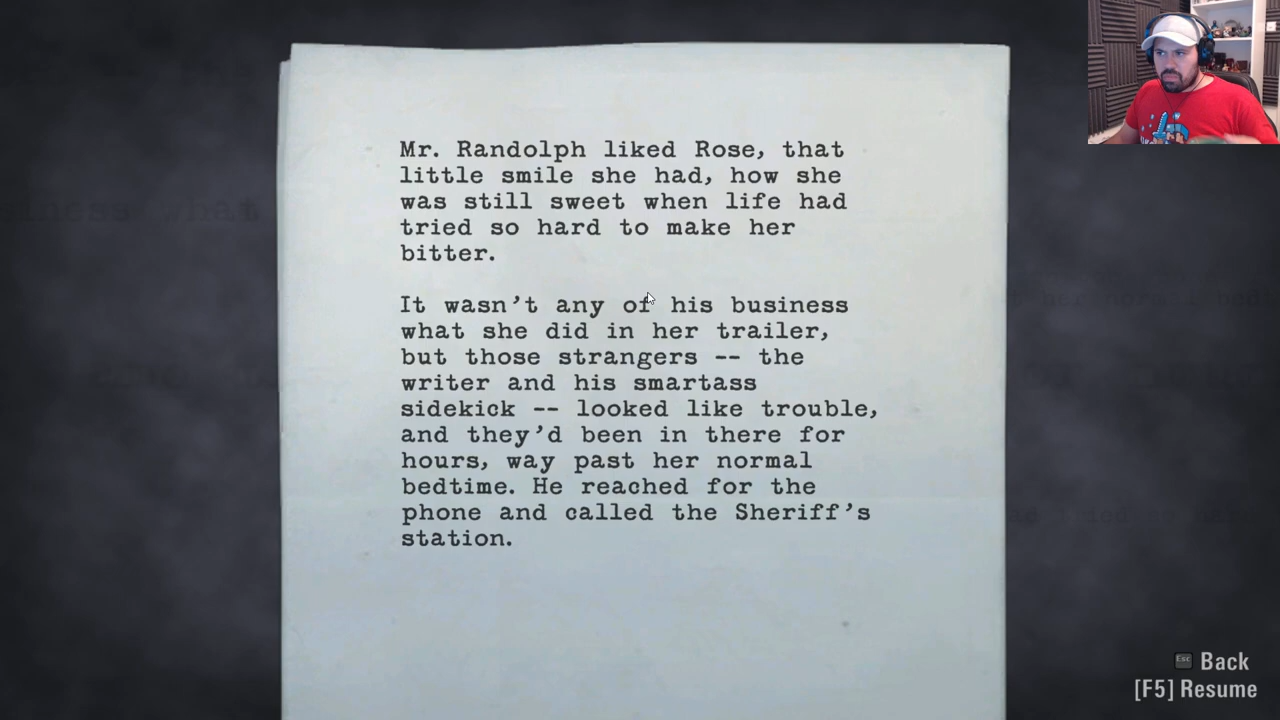 Mr. Randolph liked Rose, that
little smile she had, how she
was still sweet when life had
tried so hard to make her
bitter.
It wasn't any of his business
what she did in her trailer,
but those strangers -- the
writer and his smartass
sidekick -- looked like trouble,
and they'd been in there for
hours, way past her normal
bedtime. He reached for the
phone and called the Sheriff's
station.
Esc Back
[F5] Resume